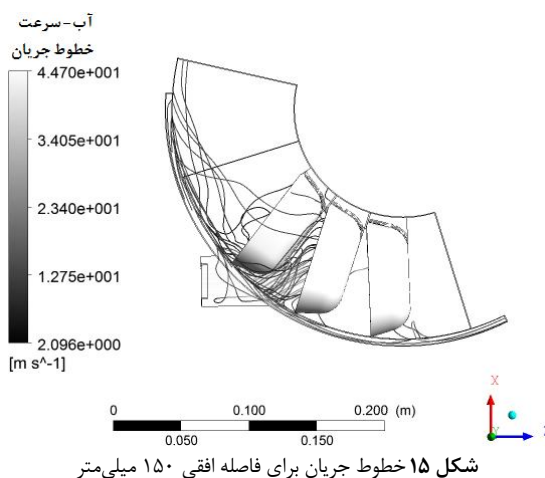 آب-سرعت
خطوط جریان
4.470e+001
3.405e+001
2.340e+001
1.275e+001
2.096e+000
[m s^-1]
0 0.100 0.200 (m)
0.050 0.150
X
Y
شکل ۱۵ خطوط جریان برای فاصله افقی ۱۵۰ میلی‌متر